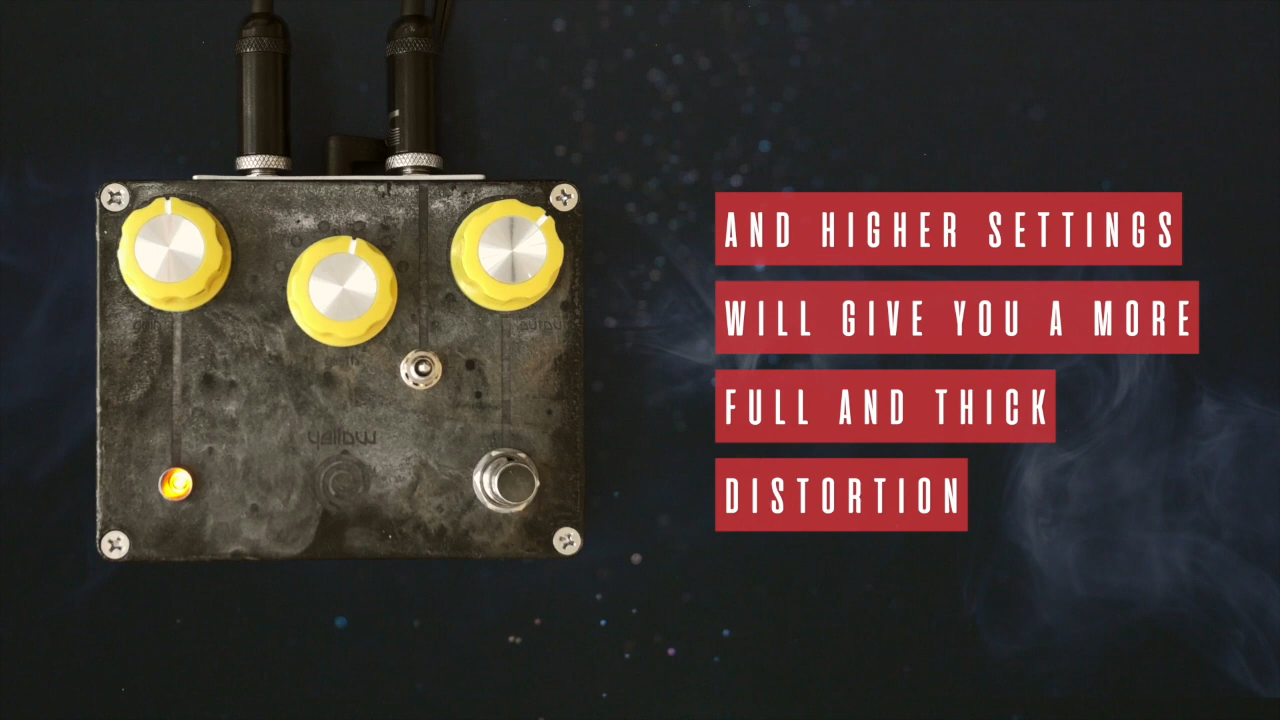 AND HIGHER SETTINGS
WILL GIVE YOU A MORE
FULL AND THICK
DISTORTION
yellow